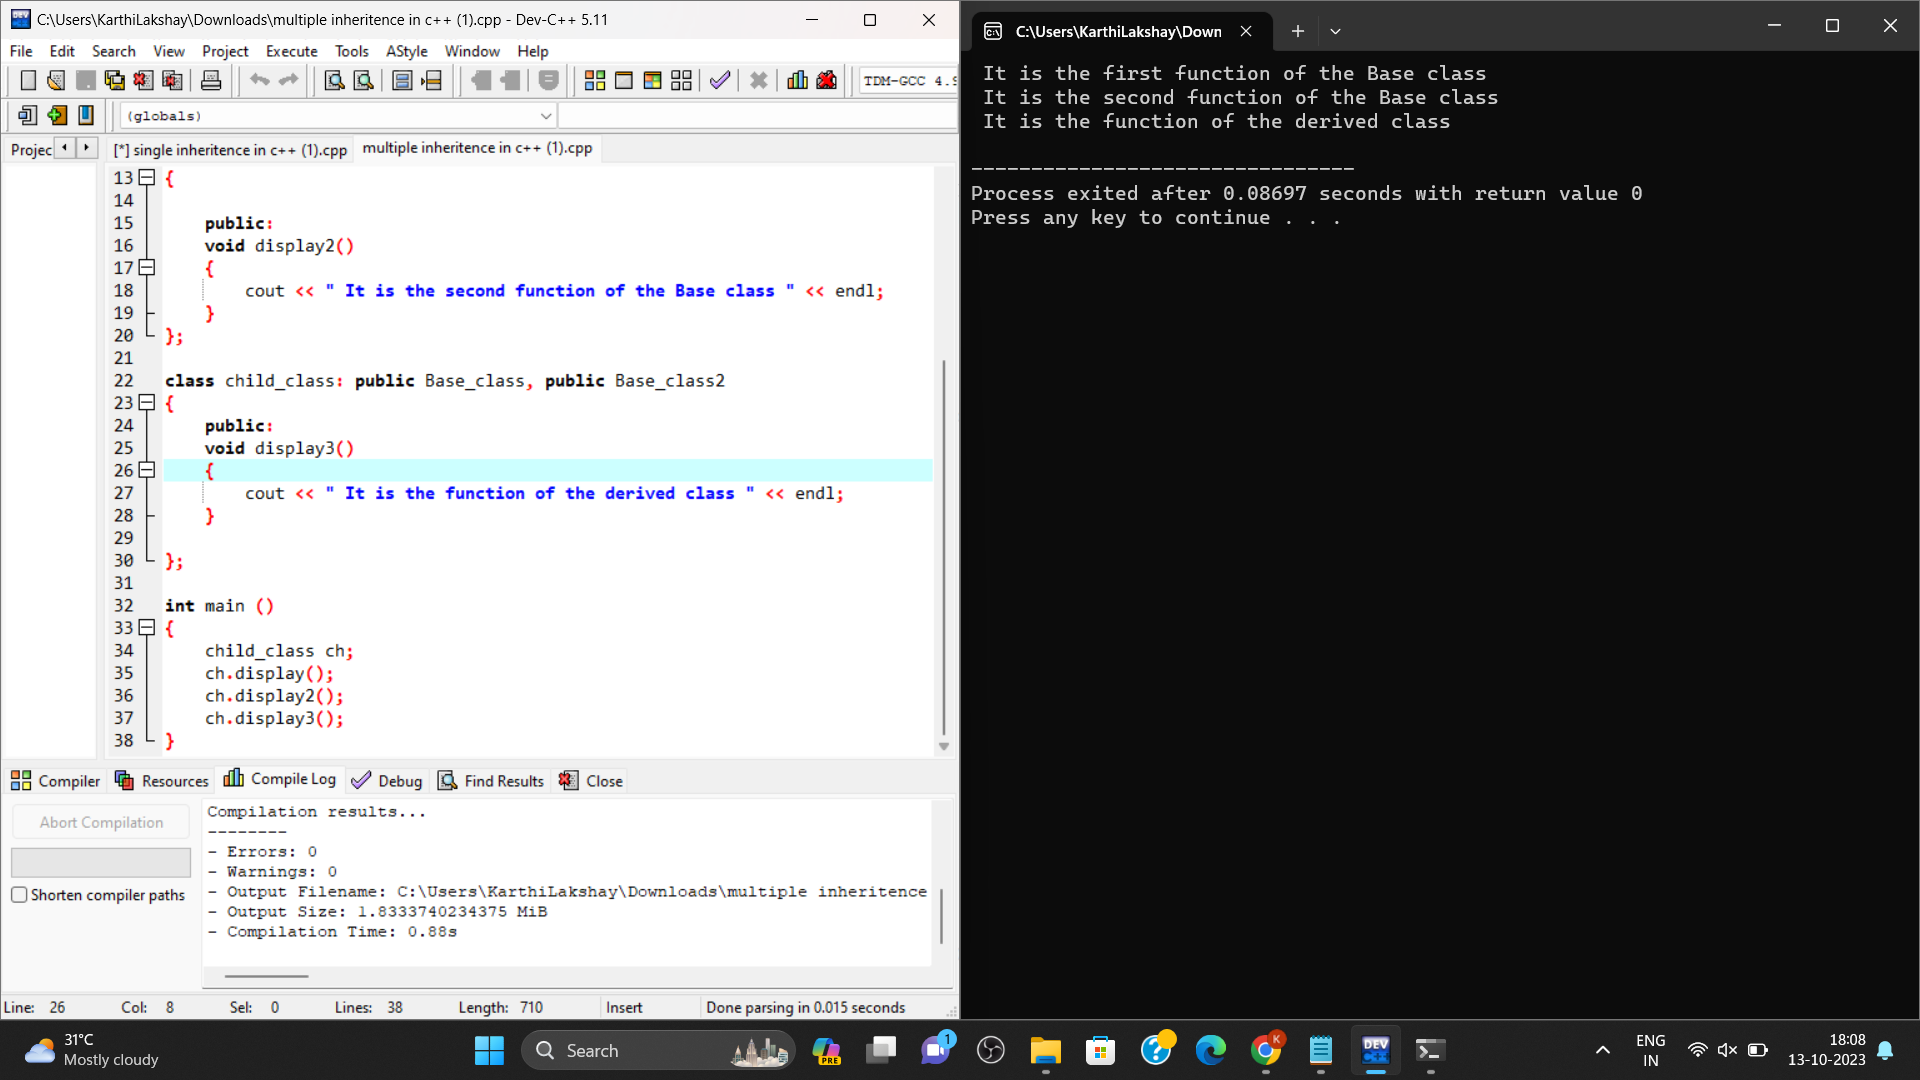 C:\Users\KarthiLakshay\Downloads\multiple inheritence in c++ (1).cpp - Dev-C++ 5.11
File Edit Search View Project Execute Tools AStyle Window Help
TDM-GCC 4.9
(globals)
Projec
[*] single inheritence in c++ (1).cpp multiple inheritence in c++ (1).cpp
13 {
14
15 public:
16 void display2()
17 {
18 cout << " It is the second function of the Base class " << endl;
19 }
20 };
21
22 class child_class: public Base_class, public Base_class2
23 {
24 public:
25 void display3()
26 {
27 cout << " It is the function of the derived class " << endl;
28 }
29
30 };
31
32 int main ()
33 {
34 child_class ch;
35 ch.display();
36 ch.display2();
37 ch.display3();
38 }
Compiler Resources Compile Log Debug Find Results Close
Abort Compilation
Shorten compiler paths
Compilation results...
--------
- Errors: 0
- Warnings: 0
- Output Filename: C:\Users\KarthiLakshay\Downloads\multiple inheritence
- Output Size: 1.8333740234375 MiB
- Compilation Time: 0.88s
Line: 26 Col: 8 Sel: 0 Lines: 38 Length: 710 Insert Done parsing in 0.015 seconds
C:\Users\KarthiLakshay\Down
It is the first function of the Base class
It is the second function of the Base class
It is the function of the derived class
--------------------------------
Process exited after 0.08697 seconds with return value 0
Press any key to continue . . .
31°C
Mostly cloudy
Search
PRE
1
K
DEV
C++
ENG
IN
18:08
13-10-2023